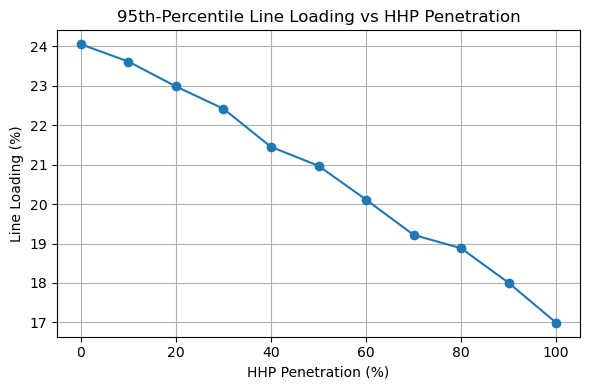 95th-Percentile Line Loading vs HHP Penetration
Line Loading (%)
24
23
22
21
20
19
18
17
0 20 40 60 80 100
HHP Penetration (%)